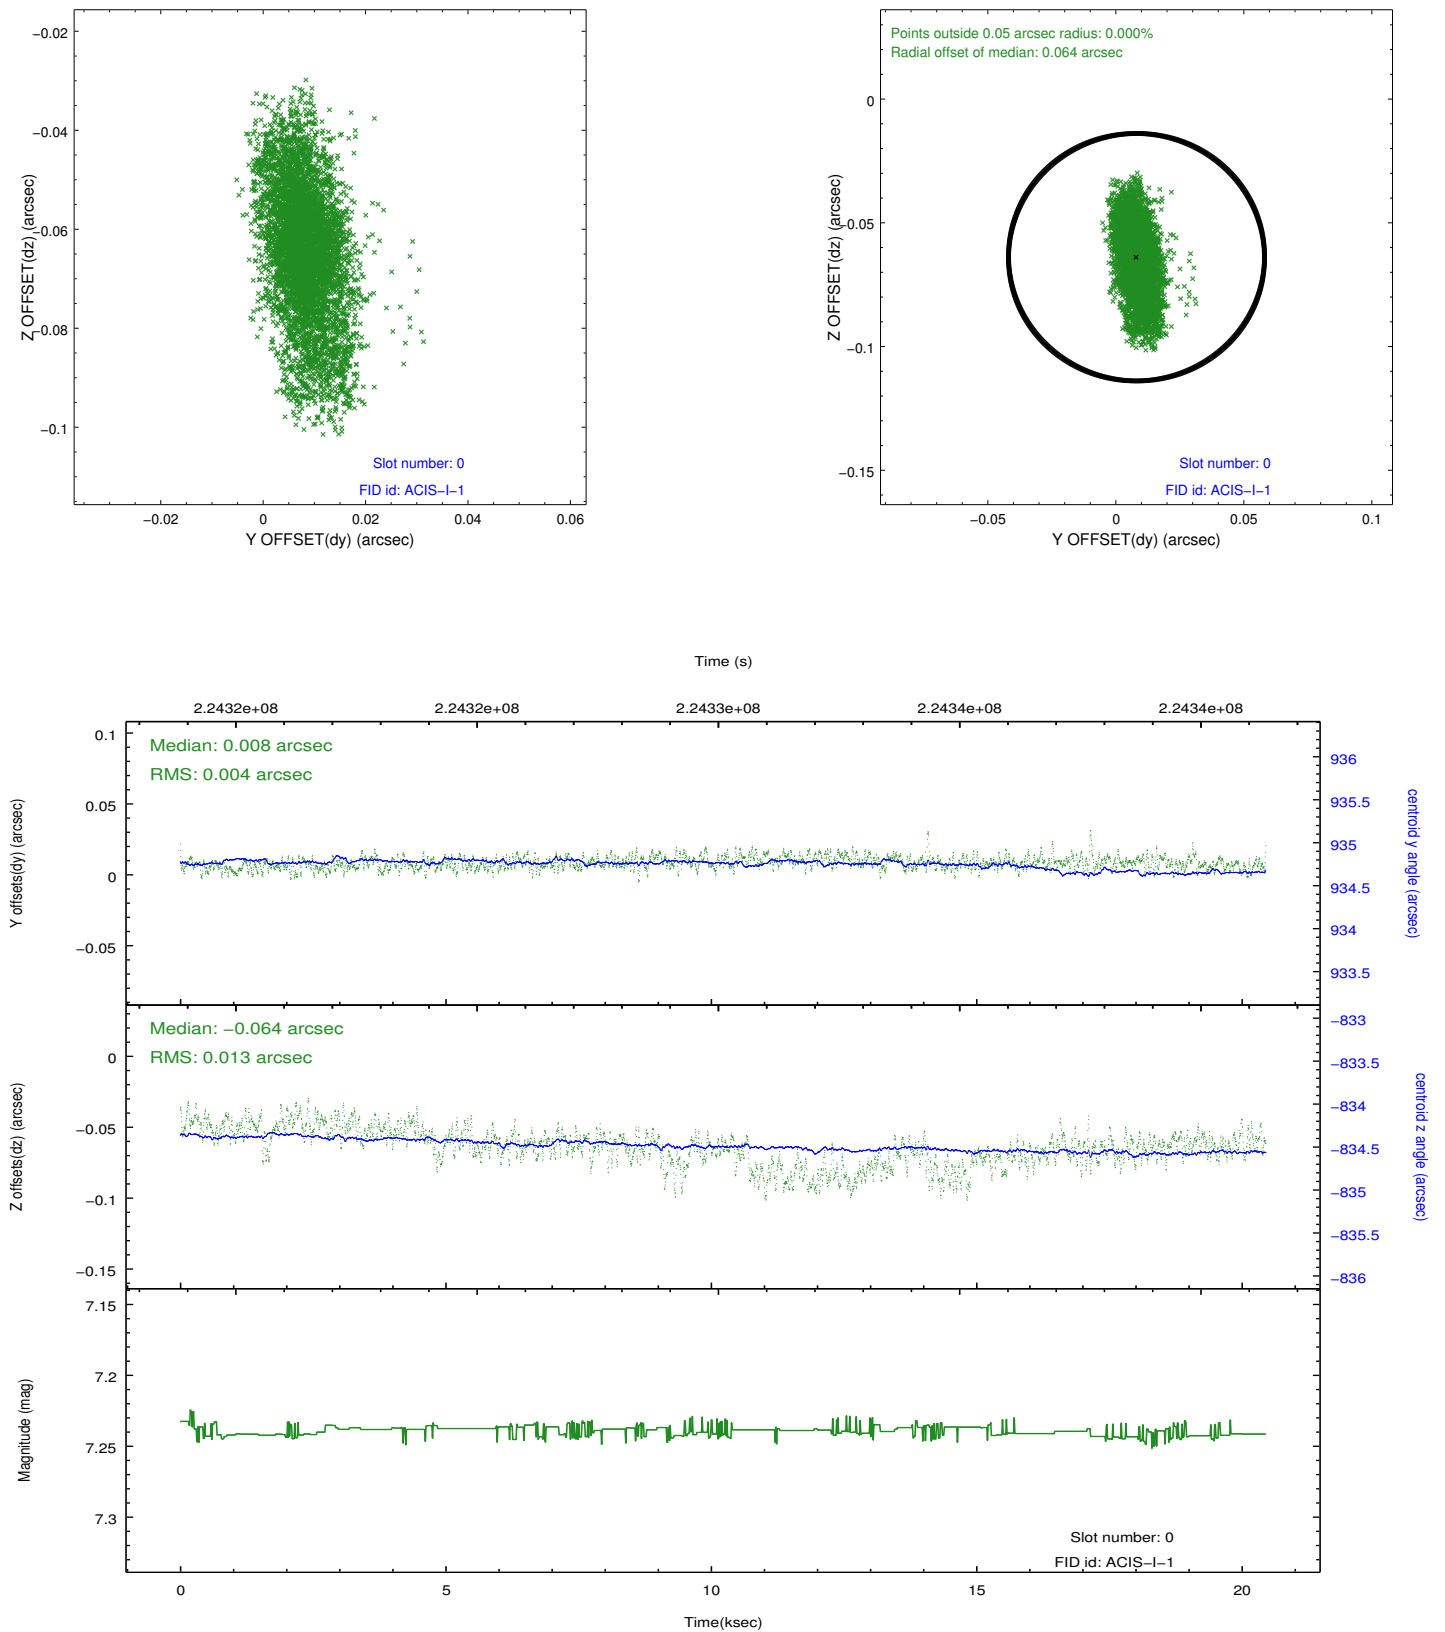 −0.02
−0.04
−0.06
−0.08
−0.1
Z OFFSET(dz) (arcsec)
Slot number: 0
FID id: ACIS−I−1
−0.02 0 0.02 0.04 0.06
Y OFFSET(dy) (arcsec)
Points outside 0.05 arcsec radius: 0.000%
Radial offset of median: 0.064 arcsec
0
−0.05
−0.1
−0.15
Z OFFSET(dz) (arcsec)
Slot number: 0
FID id: ACIS−I−1
−0.05 0 0.05 0.1
Y OFFSET(dy) (arcsec)
Time (s)
2.2432e+08 2.2432e+08 2.2433e+08 2.2434e+08 2.2434e+08
Median: 0.008 arcsec
RMS: 0.004 arcsec
0.1
0.05
0
−0.05
Y offsets(dy) (arcsec)
936
935.5
935
934.5
934
933.5
centroid y angle (arcsec)
Median: −0.064 arcsec
RMS: 0.013 arcsec
0
−0.05
−0.1
−0.15
Z offsets(dz) (arcsec)
−833
−833.5
−834
−834.5
−835
−835.5
−836
centroid z angle (arcsec)
7.15
7.2
7.25
7.3
Magnitude (mag)
Slot number: 0
FID id: ACIS−I−1
0 5 10 15 20
Time(ksec)